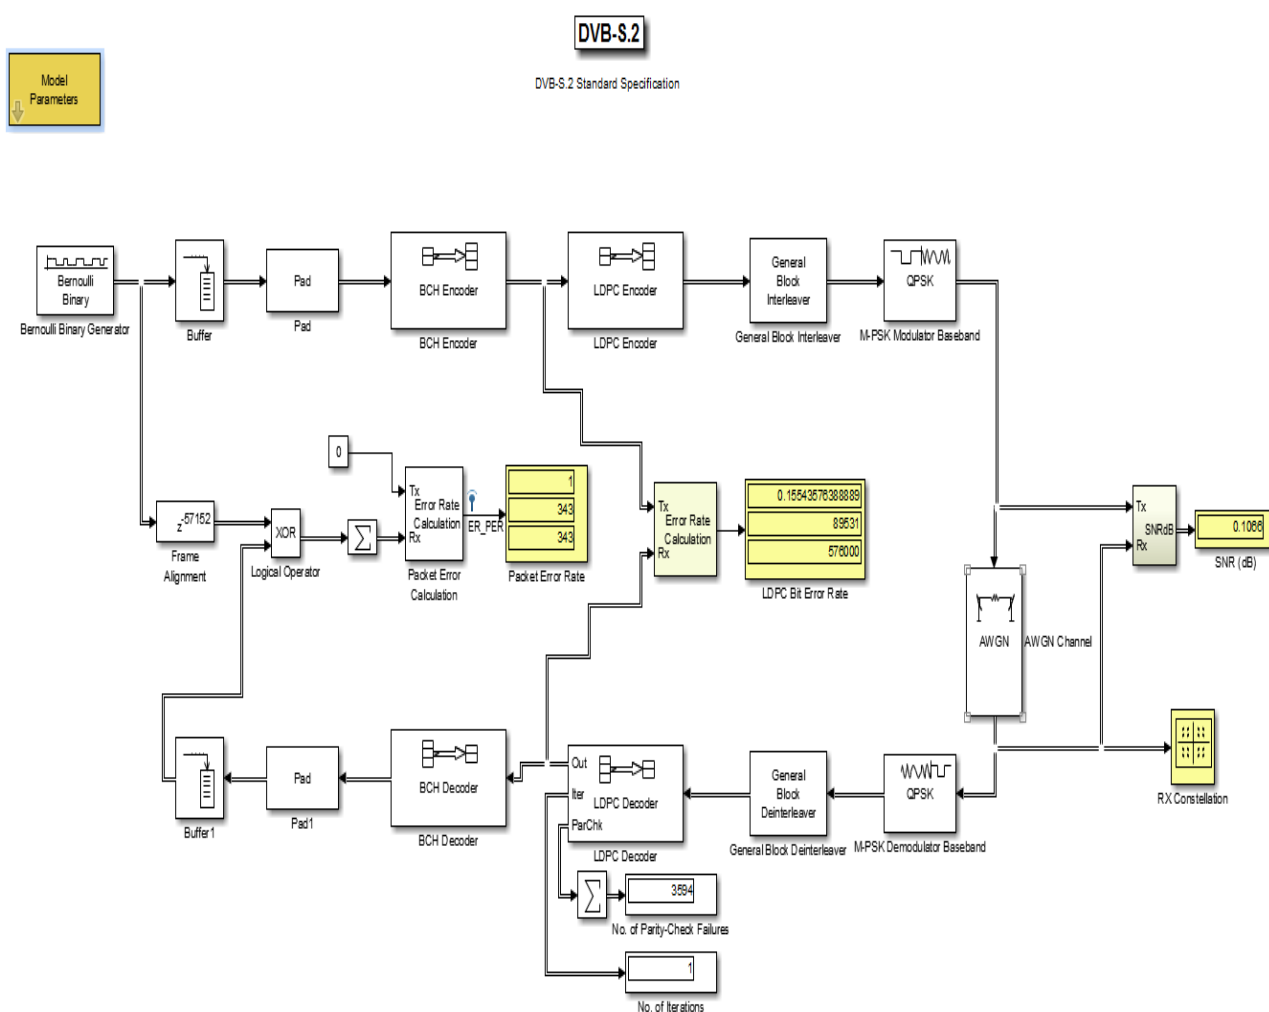 DVB-S.2
DVB-S.2 Standard Specification
Model
Parameters
Bernoulli
Binary
Bernoulli Binary Generator
Buffer
Pad
Pad
BCH Encoder
BCH Encoder
LDPC Encoder
LDPC Encoder
General
Block
Interleaver
General Block Interleaver
QPSK
M-PSK Modulator Baseband
0
Tx
Error Rate
Calculation
Rx
Packet Error
Calculation
ER_PER
1
343
343
Packet Error Rate
z-57152
Frame
Alignment
XOR
Logical Operator
Σ
Tx
Error Rate
Calculation
Rx
0.15543576388889
89531
576000
LDPC Bit Error Rate
Tx
SNRdB
Rx
0.1066
SNR (dB)
AWGN
AWGN Channel
RX Constellation
Buffer1
Pad
Pad1
BCH Decoder
BCH Decoder
Out
Iter
ParChk
LDPC Decoder
LDPC Decoder
General
Block
Deinterleaver
General Block Deinterleaver
QPSK
M-PSK Demodulator Baseband
Σ
3594
No. of Parity-Check Failures
1
No. of Iterations